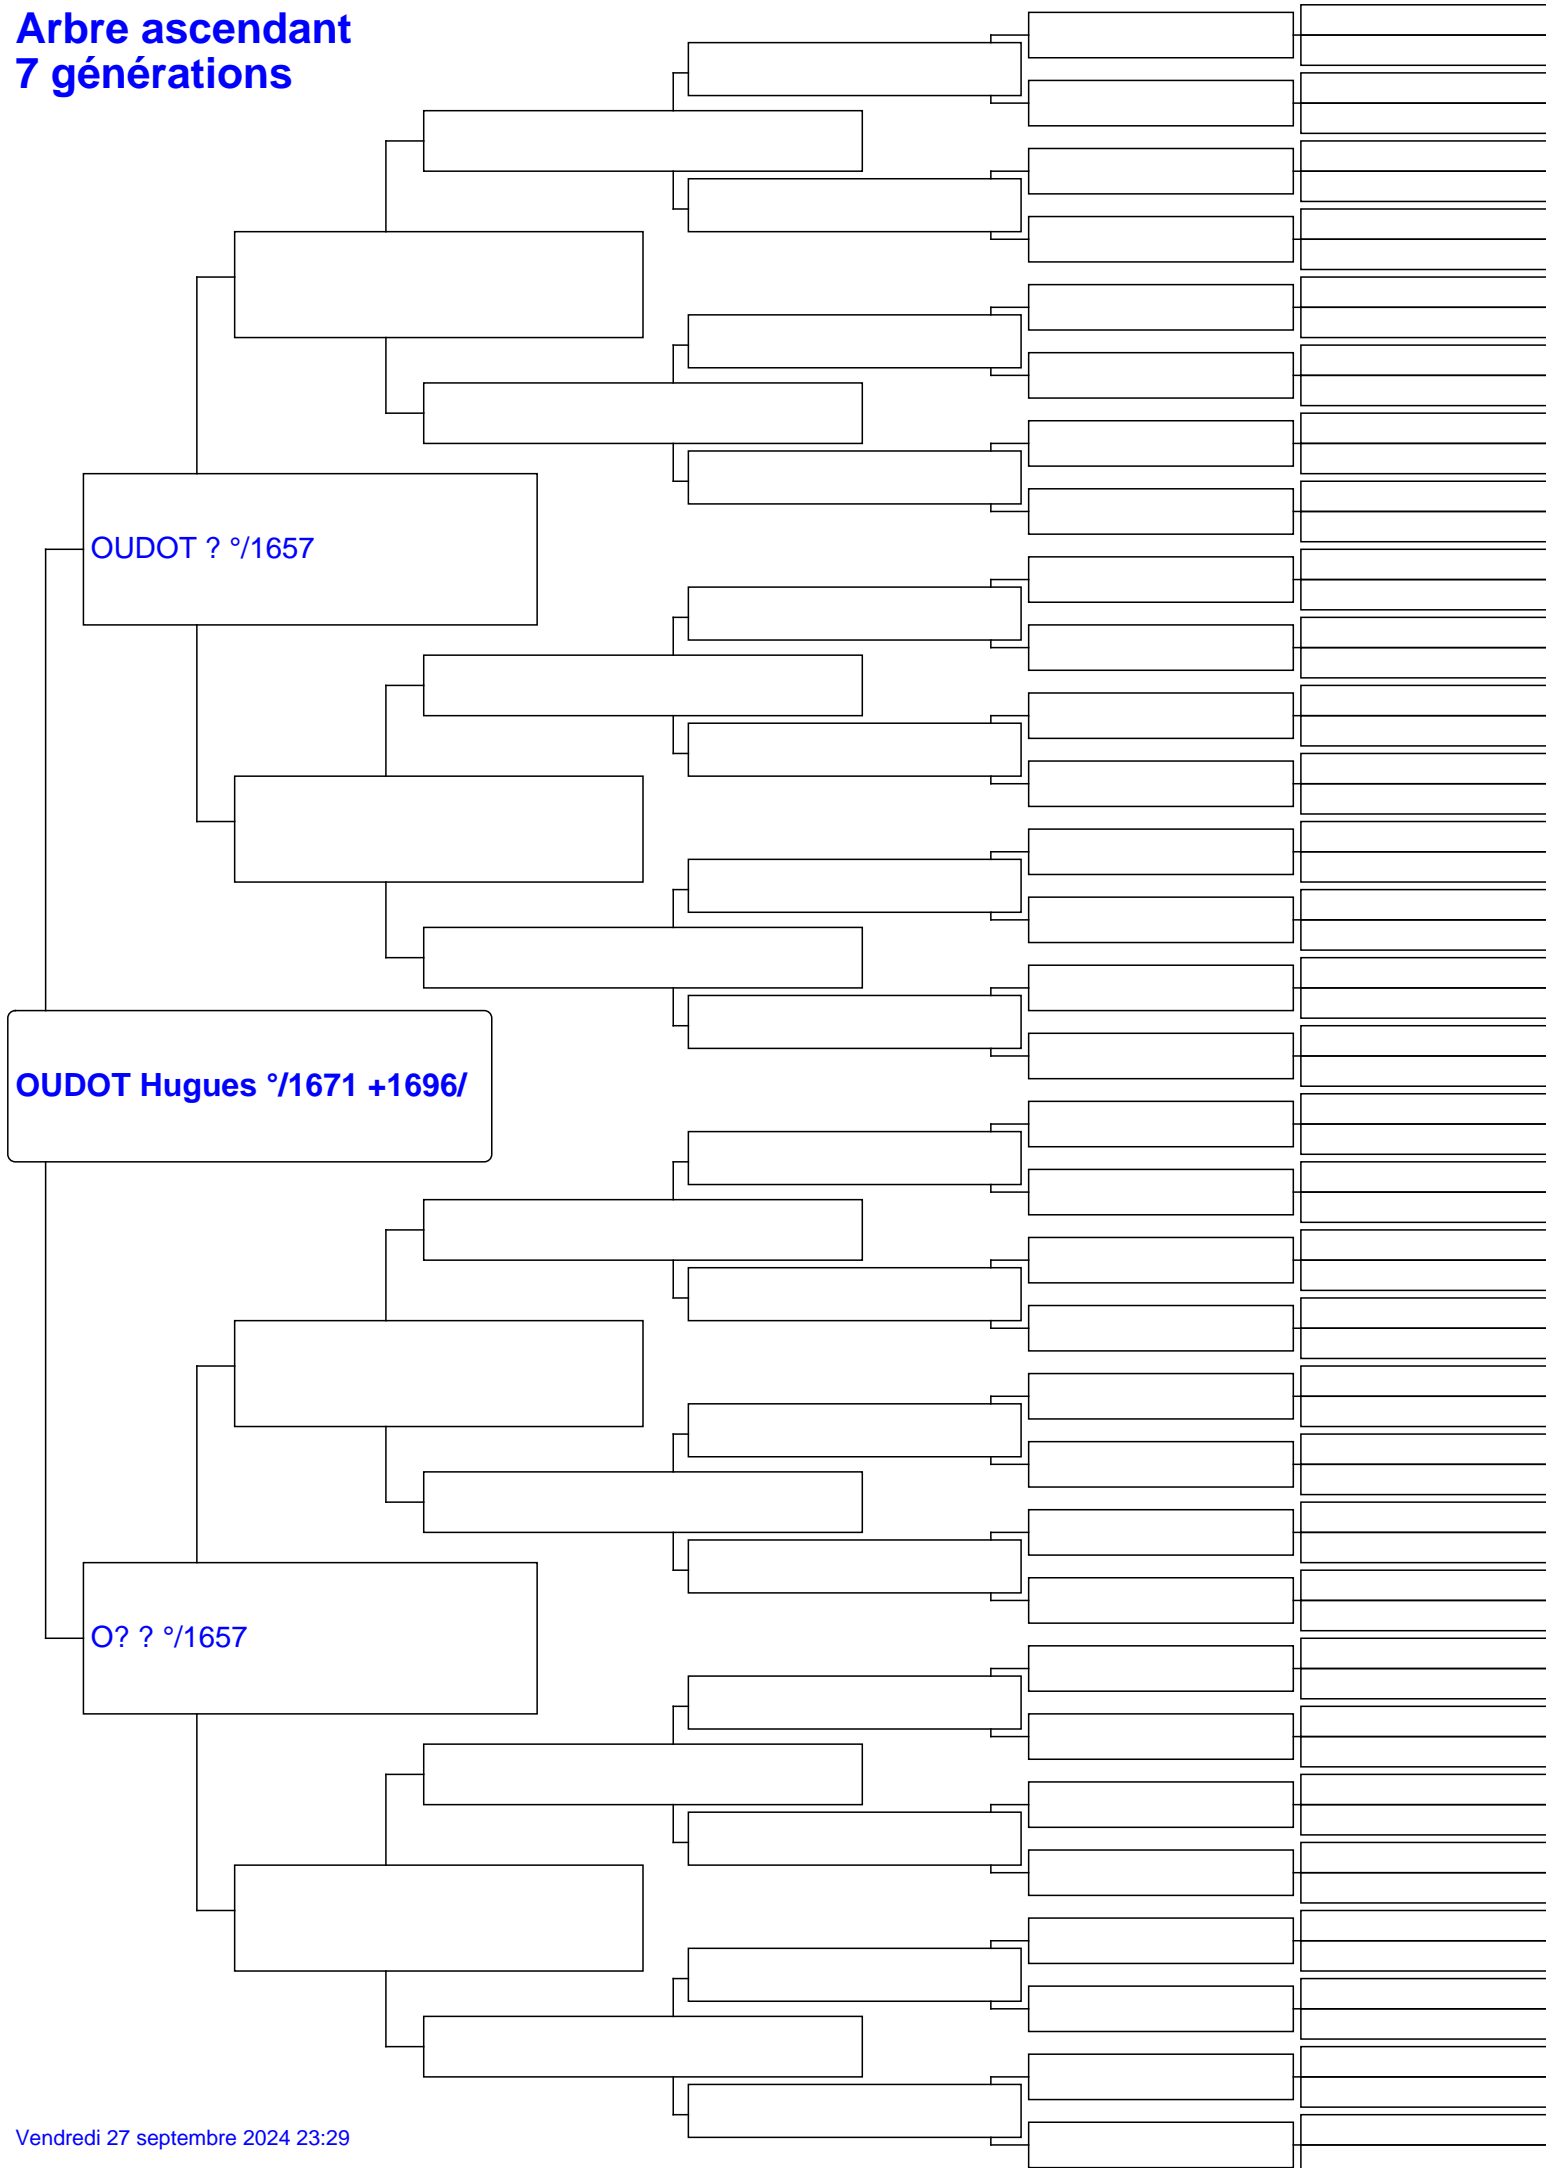 Arbre ascendant
7 générations
OUDOT ? °/1657
OUDOT Hugues °/1671 +1696/
O? ? °/1657
Vendredi 27 septembre 2024 23:29